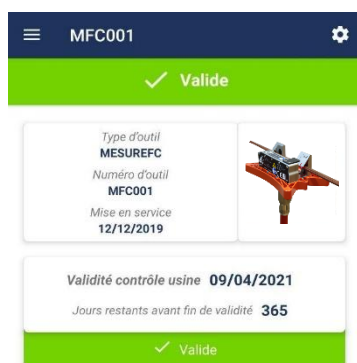 MFC001
Valide
Type d'outil
MESUREFC
Numéro d'outil
MFC001
Mise en service
12/12/2019
Validité contrôle usine 09/04/2021
Jours restants avant fin de validité 365
Valide